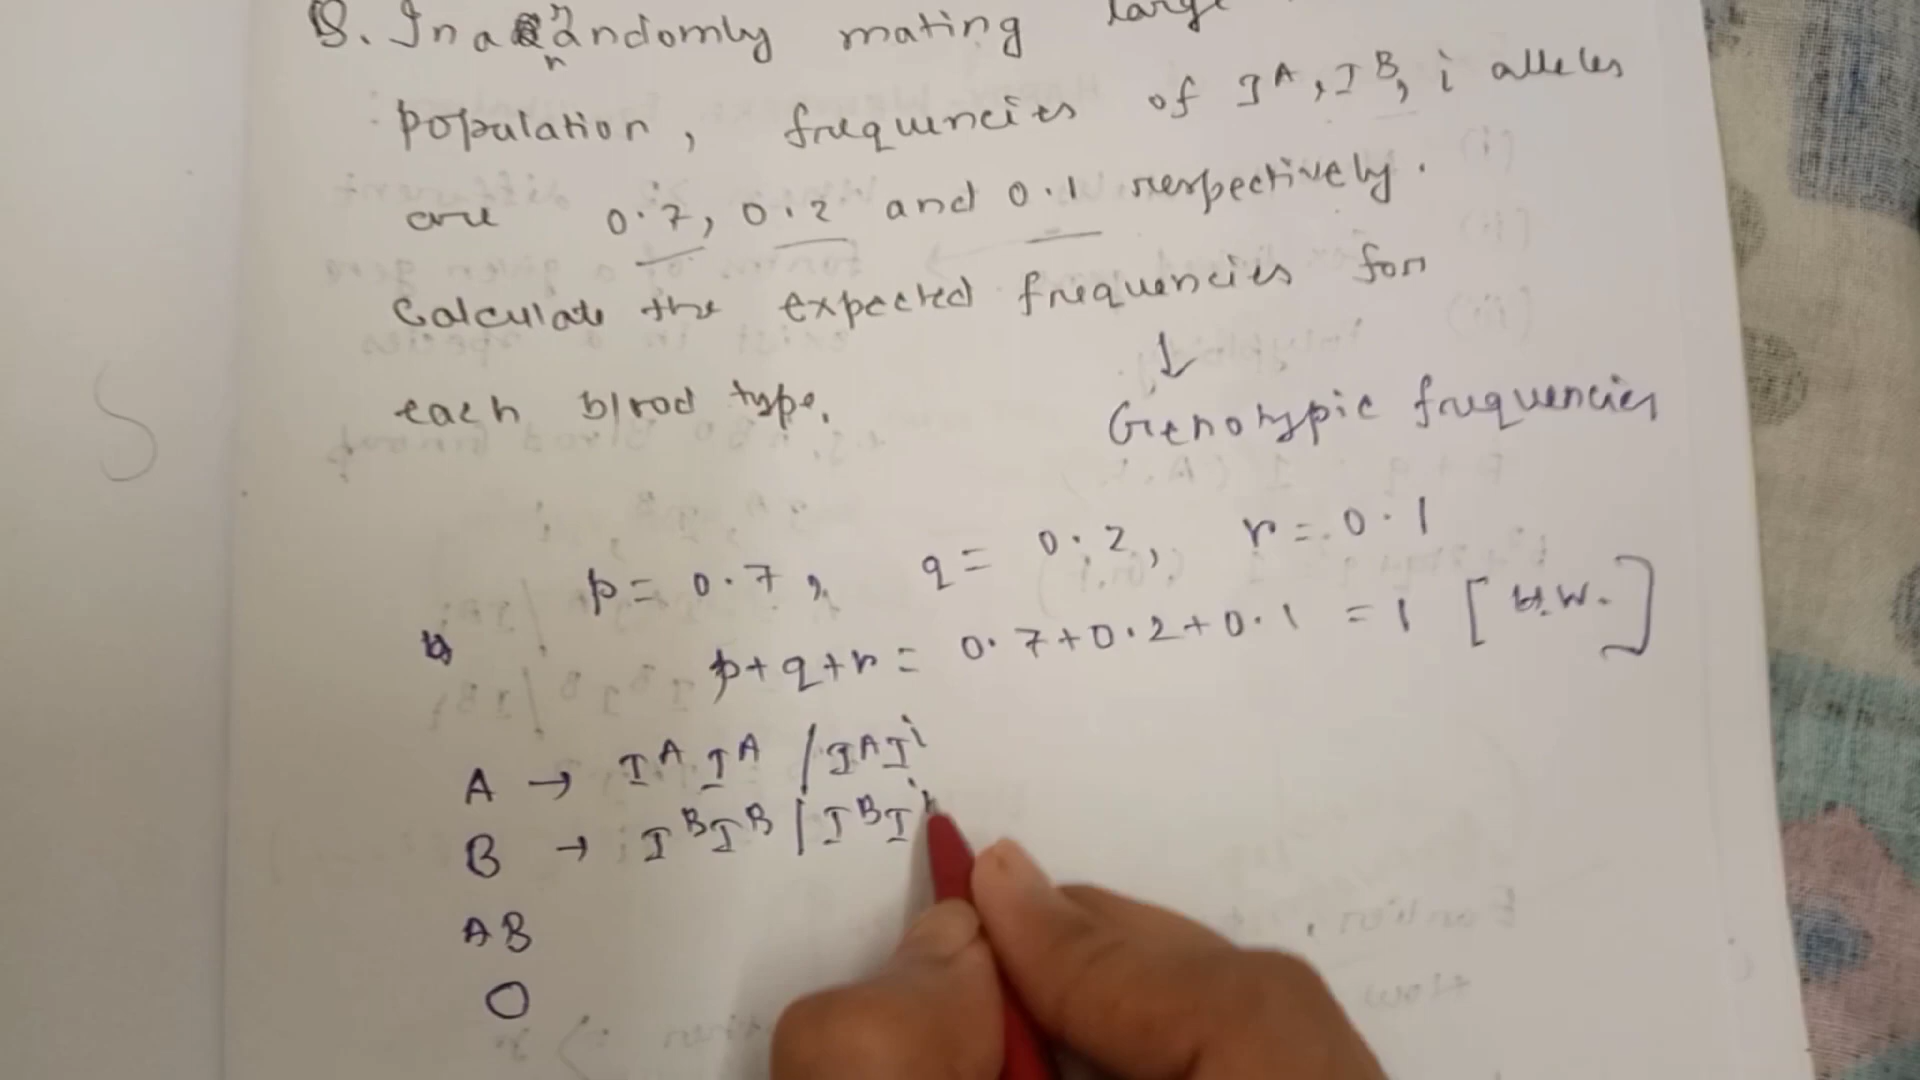 Q. In a randomly mating large
population, frequencies of I^A, I^B, i alleles
are 0.7, 0.2 and 0.1 respectively.
Calculate the expected frequencies for
↓
each blood type.
Genotypic frequencies
p = 0.7, q = 0.2, r = 0.1
p+q+r = 0.7+0.2+0.1 = 1 [H.W.]
A → I^A I^A / I^A I^i
B → I^B I^B / I^B I^i
AB
O